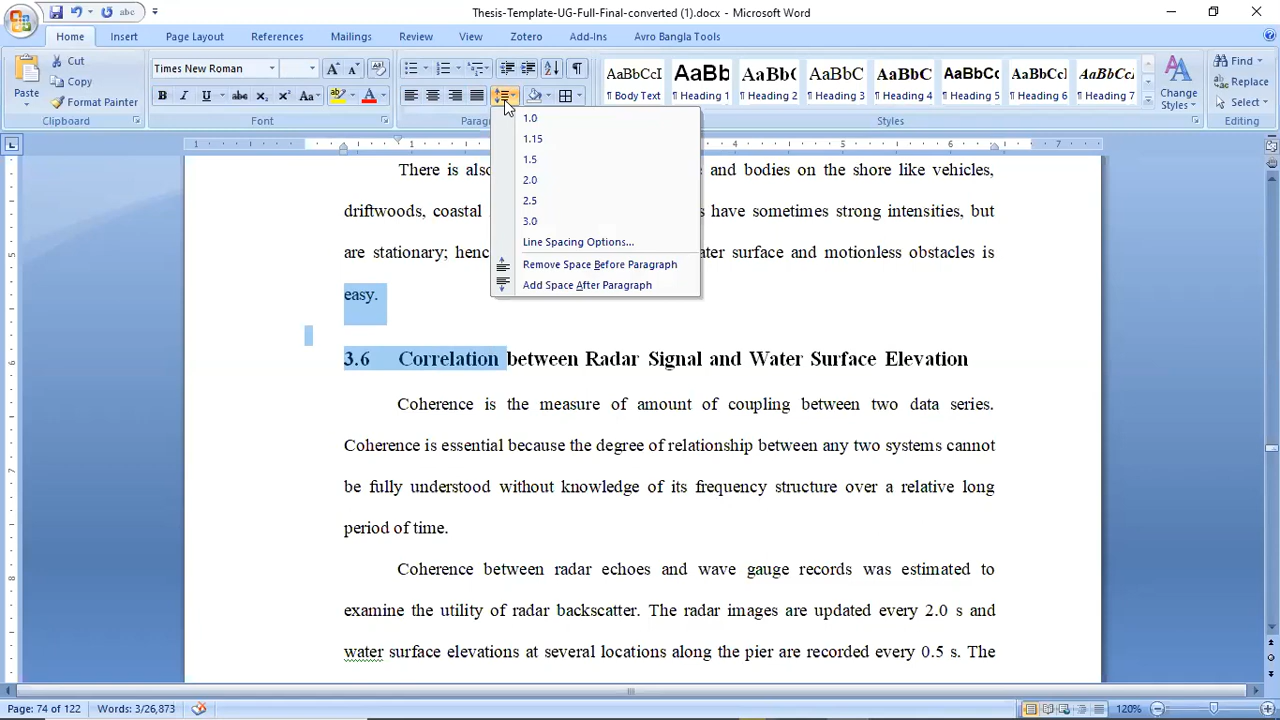 Thesis-Template-UG-Full-Final-converted (1).docx - Microsoft Word
Home Insert Page Layout References Mailings Review View Zotero Add-Ins Avro Bangla Tools
Paste
Cut
Copy
Format Painter
Clipboard
Times New Roman
B I U abc x₂ x² Aa
Font
AaBbCcI AaBb AaBb( AaBbC AaBbC AaBbC AaBbC AaBbCc
¶ Body Text ¶ Heading 1 ¶ Heading 2 ¶ Heading 3 ¶ Heading 4 ¶ Heading 5 ¶ Heading 6 ¶ Heading 7
Change Styles
Styles
Find
Replace
Select
Editing
1.0
1.15
1.5
2.0
2.5
3.0
Line Spacing Options...
Remove Space Before Paragraph
Add Space After Paragraph
There is also and bodies on the shore like vehicles,
driftwoods, coastal s have sometimes strong intensities, but
are stationary; henc ater surface and motionless obstacles is
easy.
3.6 Correlation between Radar Signal and Water Surface Elevation
Coherence is the measure of amount of coupling between two data series.
Coherence is essential because the degree of relationship between any two systems cannot
be fully understood without knowledge of its frequency structure over a relative long
period of time.
Coherence between radar echoes and wave gauge records was estimated to
examine the utility of radar backscatter. The radar images are updated every 2.0 s and
water surface elevations at several locations along the pier are recorded every 0.5 s. The
Page: 74 of 122 Words: 3/26,873 120%